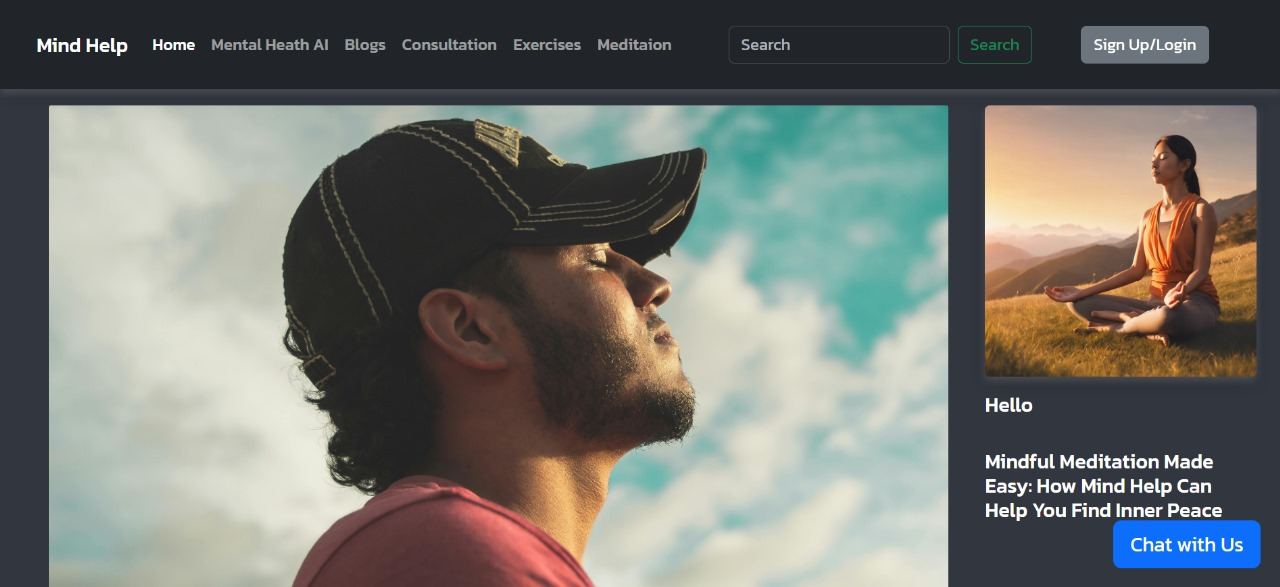 Mind Help Home Mental Heath AI Blogs Consultation Exercises Meditaion Search Search Sign Up/Login
Hello
Mindful Meditation Made
Easy: How Mind Help Can
Help You Find Inner Peace
Chat with Us